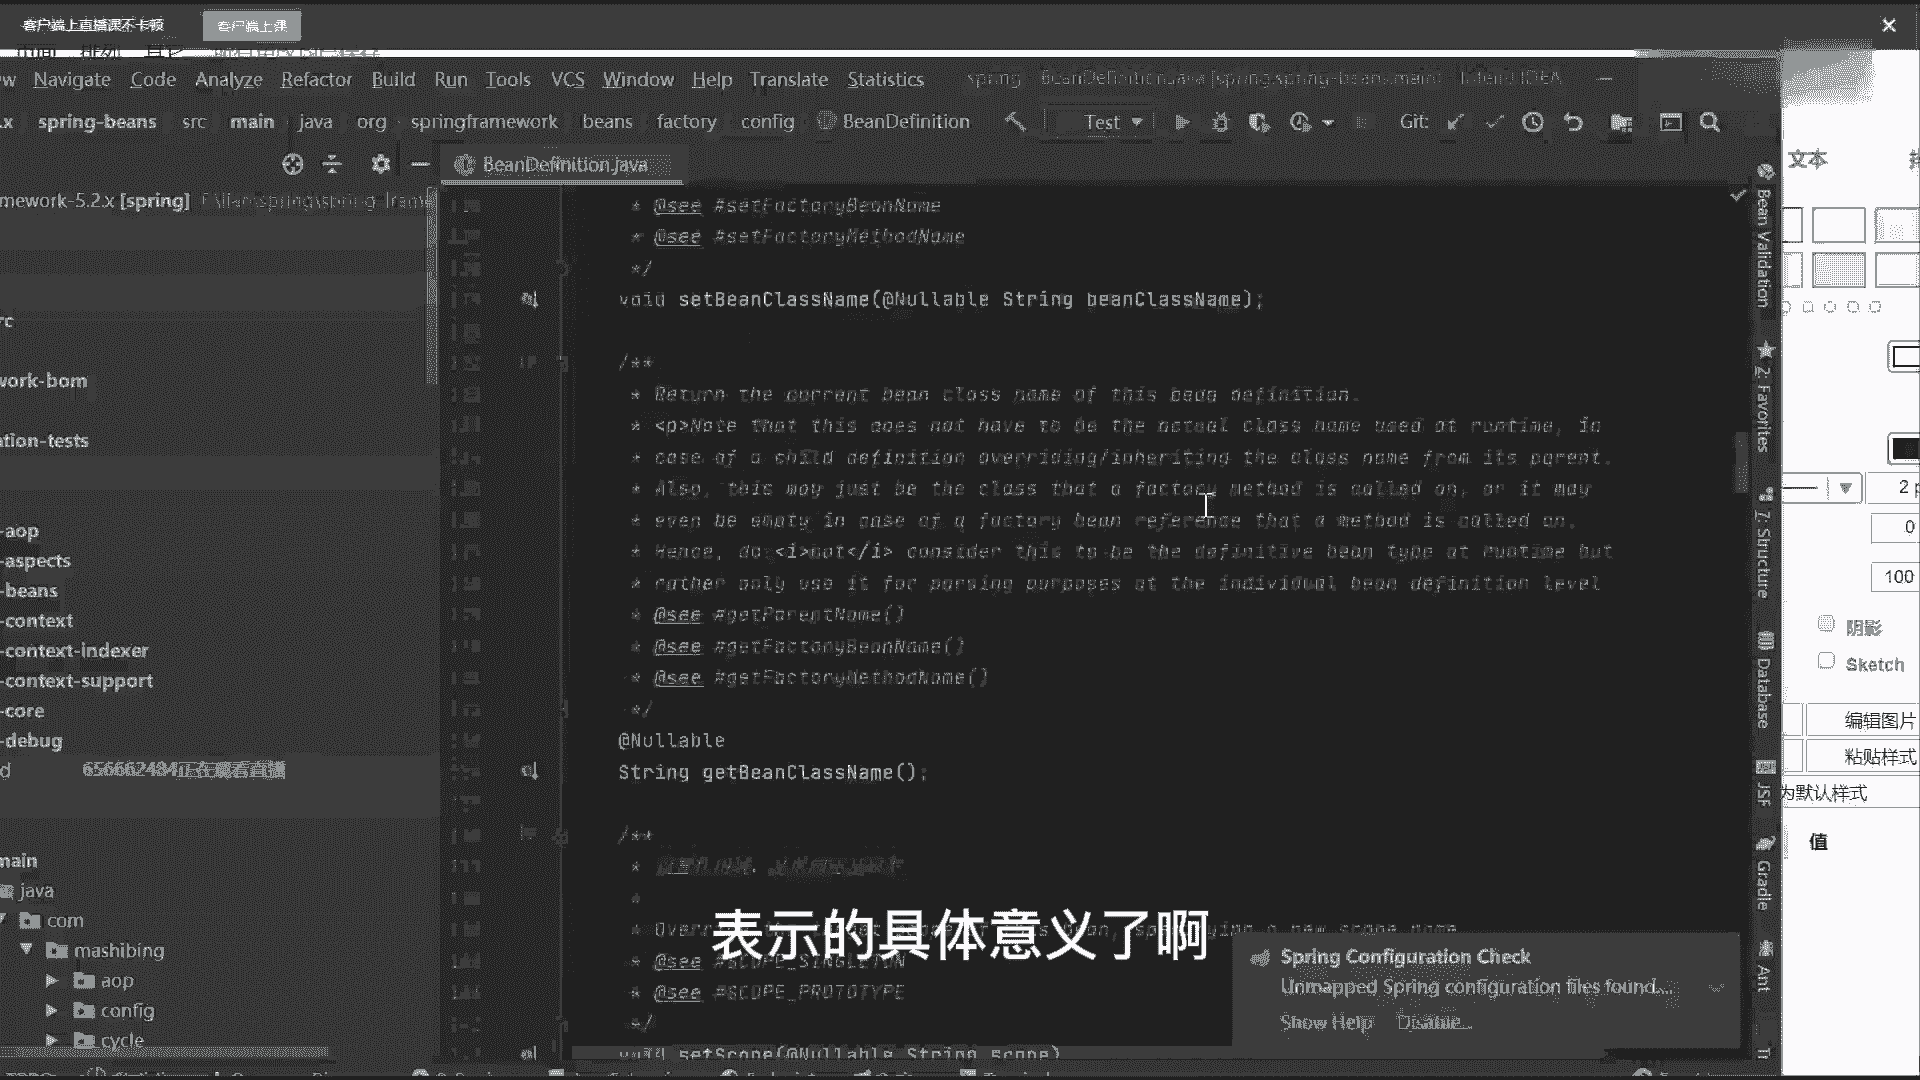 客户端上直播课不卡顿 客户端上课
页面 排列 其它
w Navigate Code Analyze Refactor Build Run Tools VCS Window Help Translate Statistics spring BeanDefinition.java [spring.spring-beans.main] IntelliJ IDEA
.x spring-beans src main java org springframework beans factory config BeanDefinition Test Git:
BeanDefinition.java
mework-5.2.x [spring]
* @see #setFactoryBeanName
* @see #setFactoryMethodName
*/
void setBeanClassName(@Nullable String beanClassName);
/**
* Return the current bean class name of this bean definition.
* <p>Note that this does not have to be the actual class name used at runtime, in
* case of a child definition overriding/inheriting the class name from its parent.
* Also, this may just be the class that a factory method is called on, or it may
* even be empty in case of a factory bean reference that a method is called on.
* Hence, do <i>not</i> consider this to be the definitive bean type at runtime but
* rather only use it for parsing purposes at the individual bean definition level
* @see #getParentName()
* @see #getFactoryBeanName()
* @see #getFactoryMethodName()
*/
@Nullable
String getBeanClassName();
/**
*
* @see #SCOPE_SINGLETON
* @see #SCOPE_PROTOTYPE
*/
void setScope(@Nullable String scope)
rc
work-bom
ation-tests
-aop
-aspects
-beans
-context
-context-indexer
-context-support
-core
-debug
d 656662484正在观看直播
main
java
com
mashibing
aop
config
cycle
表示的具体意义了啊
Spring Configuration Check
Unmapped Spring configuration files found....
Show Help Disable...
Bean Validation
2: Favorites
7: Structure
Database
JSF
Gradle
Ant
文本
2 p
0
100
阴影
Sketch
编辑图片
粘贴样式
为默认样式
值